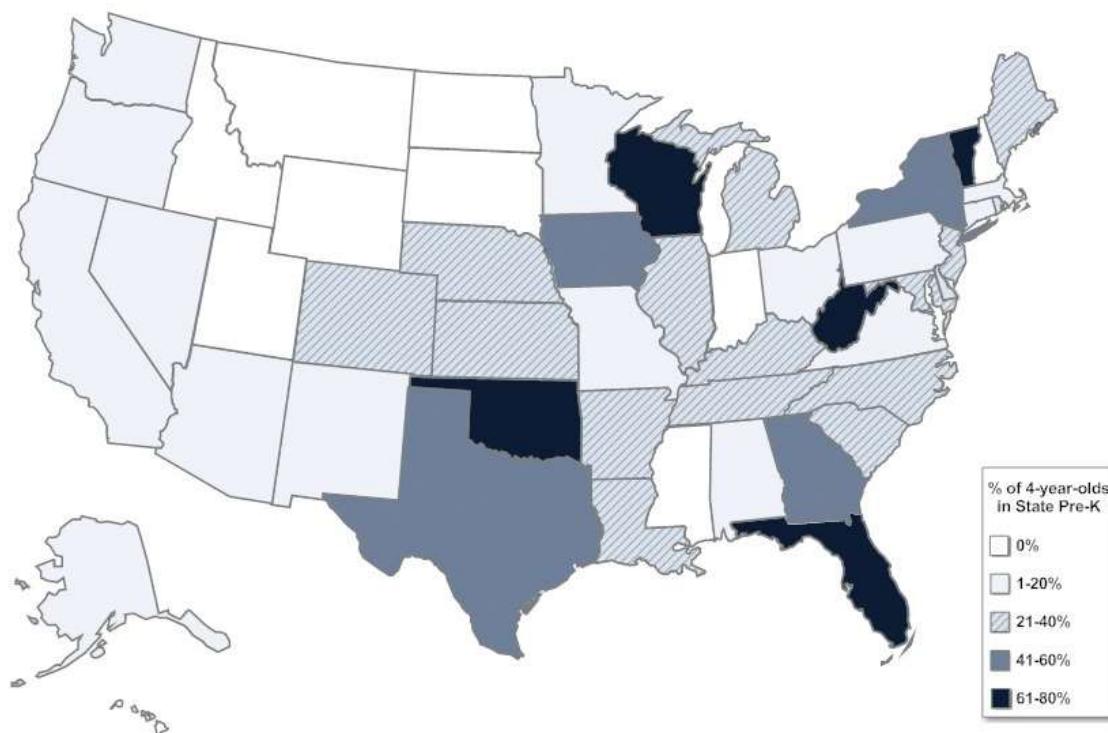 % of 4-year-olds
in State Pre-K
0%
1-20%
21-40%
41-60%
61-80%